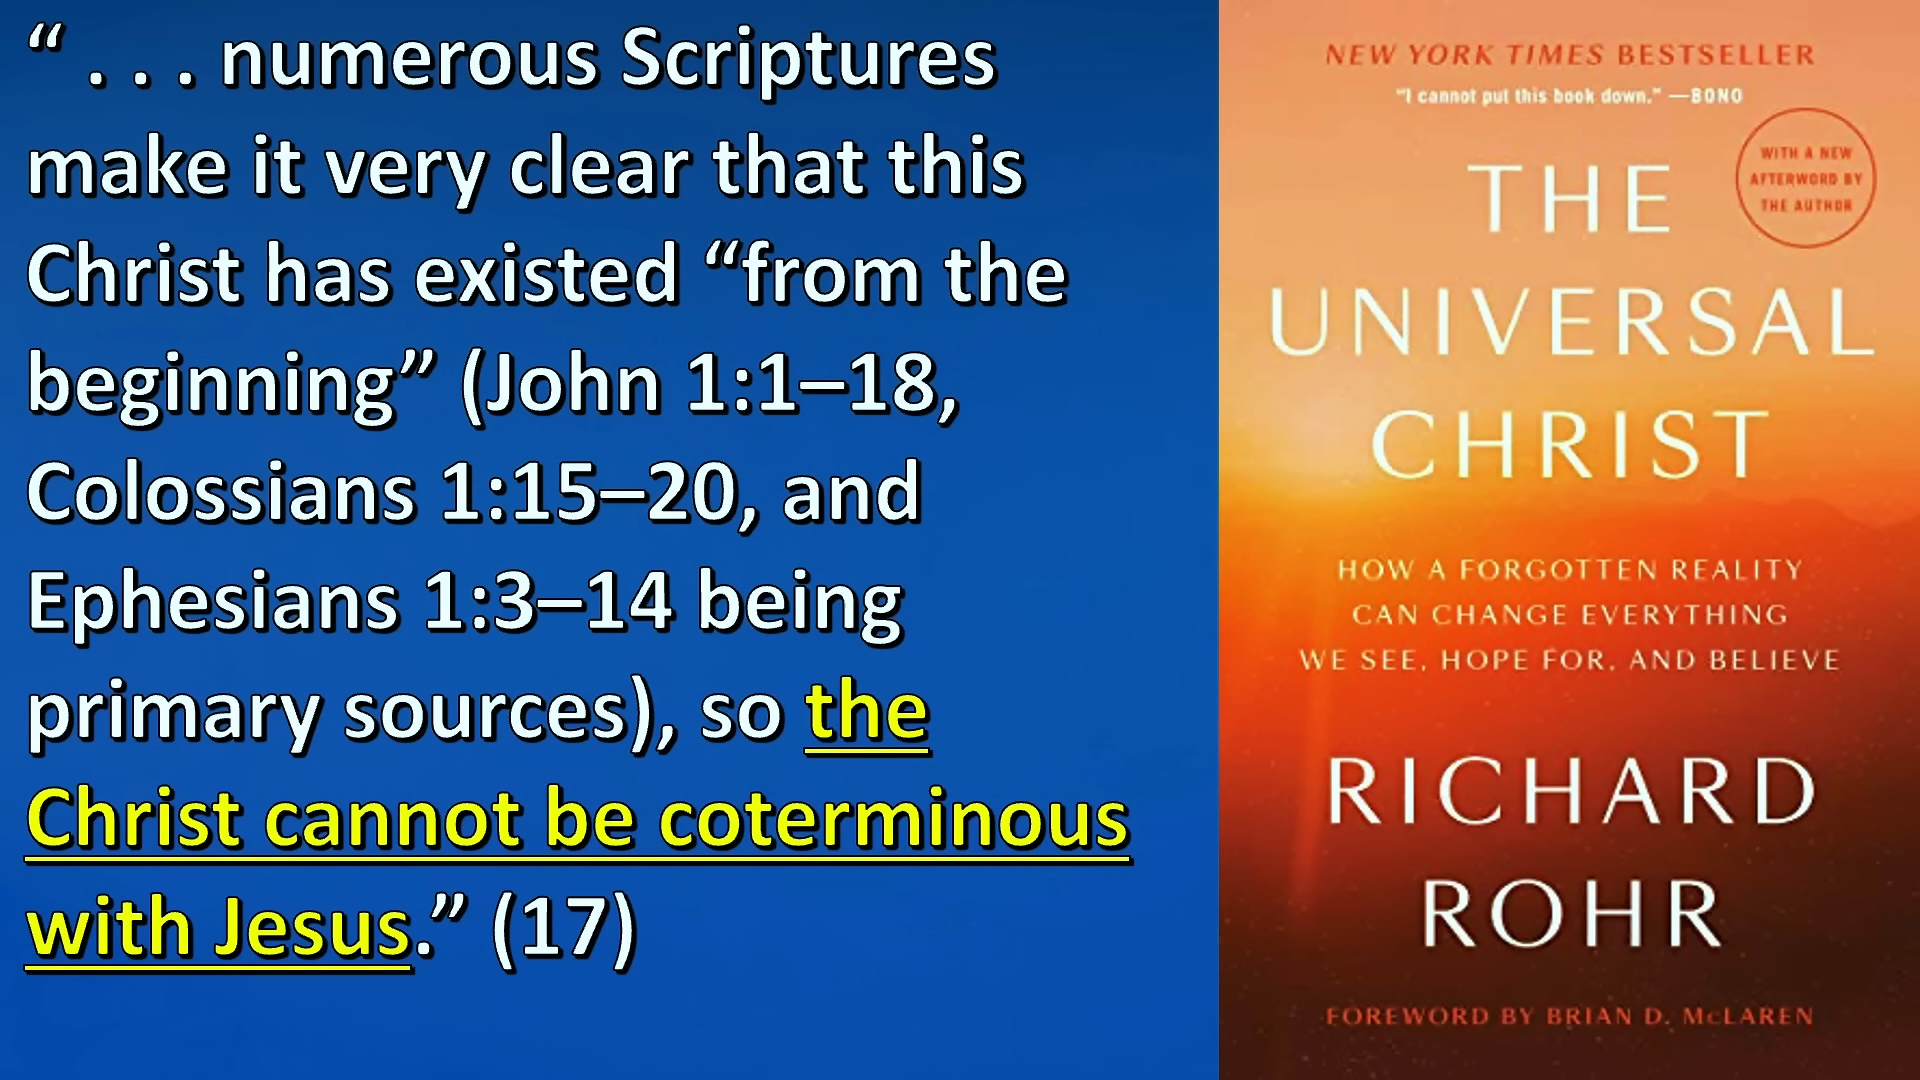 “ . . . numerous Scriptures
make it very clear that this
Christ has existed “from the
beginning” (John 1:1–18,
Colossians 1:15–20, and
Ephesians 1:3–14 being
primary sources), so the
Christ cannot be coterminous
with Jesus.” (17)
NEW YORK TIMES BESTSELLER
“I cannot put this book down.” —BONO
WITH A NEW
AFTERWORD BY
THE AUTHOR
THE
UNIVERSAL
CHRIST
HOW A FORGOTTEN REALITY
CAN CHANGE EVERYTHING
WE SEE, HOPE FOR, AND BELIEVE
RICHARD
ROHR
FOREWORD BY BRIAN D. McLAREN